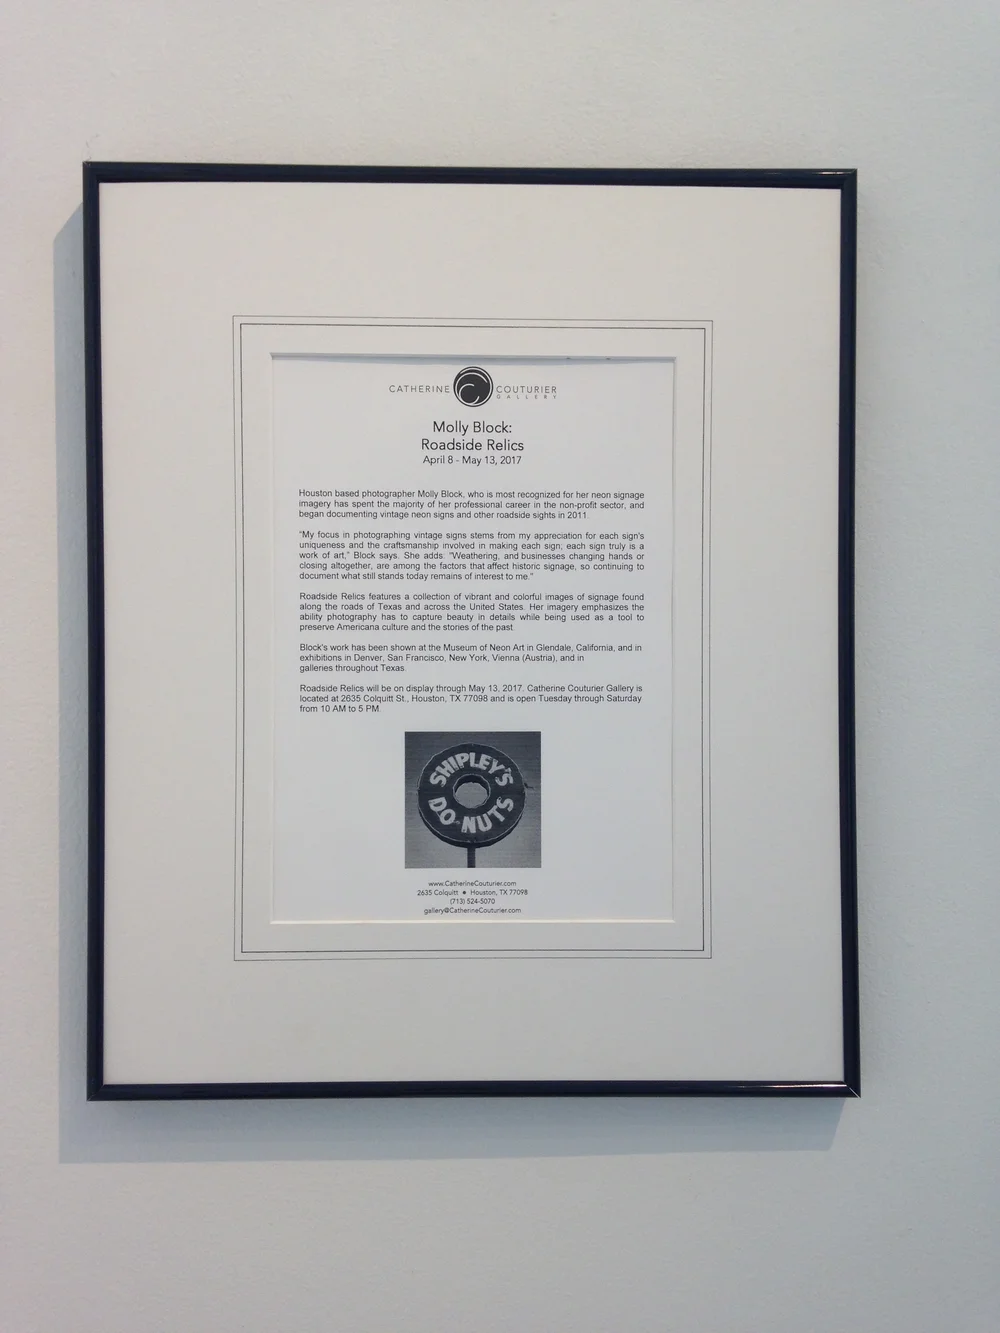 CATHERINE COUTURIER
GALLERY
Molly Block:
Roadside Relics
April 8 - May 13, 2017
Houston based photographer Molly Block, who is most recognized for her neon signage
imagery has spent the majority of her professional career in the non-profit sector, and
began documenting vintage neon signs and other roadside sights in 2011.
"My focus in photographing vintage signs stems from my appreciation for each sign's
uniqueness and the craftsmanship involved in making each sign; each sign truly is a
work of art," Block says. She adds: "Weathering, and businesses changing hands or
closing altogether, are among the factors that affect historic signage, so continuing to
document what still stands today remains of interest to me."
Roadside Relics features a collection of vibrant and colorful images of signage found
along the roads of Texas and across the United States. Her imagery emphasizes the
ability photography has to capture beauty in details while being used as a tool to
preserve Americana culture and the stories of the past.
Block's work has been shown at the Museum of Neon Art in Glendale, California, and in
exhibitions in Denver, San Francisco, New York, Vienna (Austria), and in
galleries throughout Texas.
Roadside Relics will be on display through May 13, 2017. Catherine Couturier Gallery is
located at 2635 Colquitt St., Houston, TX 77098 and is open Tuesday through Saturday
from 10 AM to 5 PM.
SHIPLEY'S
DO-NUTS
www.CatherineCouturier.com
2635 Colquitt ◆ Houston, TX 77098
(713) 524-5070
gallery@CatherineCouturier.com